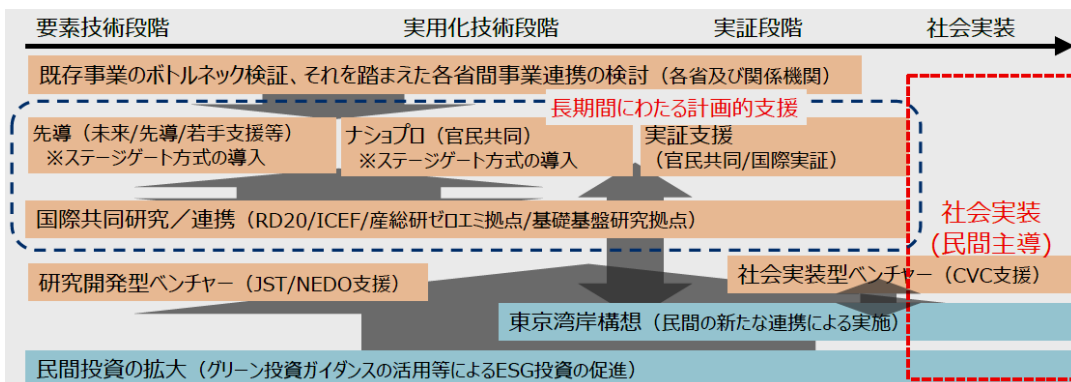 要素技術段階 実用化技術段階 実証段階 社会実装
既存事業のボトルネック検証、それを踏まえた各省間事業連携の検討（各省及び関係機関）
長期間にわたる計画的支援
先導（未来/先導/若手支援等）
※ステージゲート方式の導入
ナショプロ（官民共同）
※ステージゲート方式の導入
実証支援
（官民共同/国際実証）
国際共同研究／連携（RD20/ICEF/産総研ゼロエミ拠点/基礎基盤研究拠点）
社会実装
(民間主導)
研究開発型ベンチャー（JST/NEDO支援）
社会実装型ベンチャー（CVC支援）
東京湾岸構想（民間の新たな連携による実施）
民間投資の拡大（グリーン投資ガイダンスの活用等によるESG投資の促進）